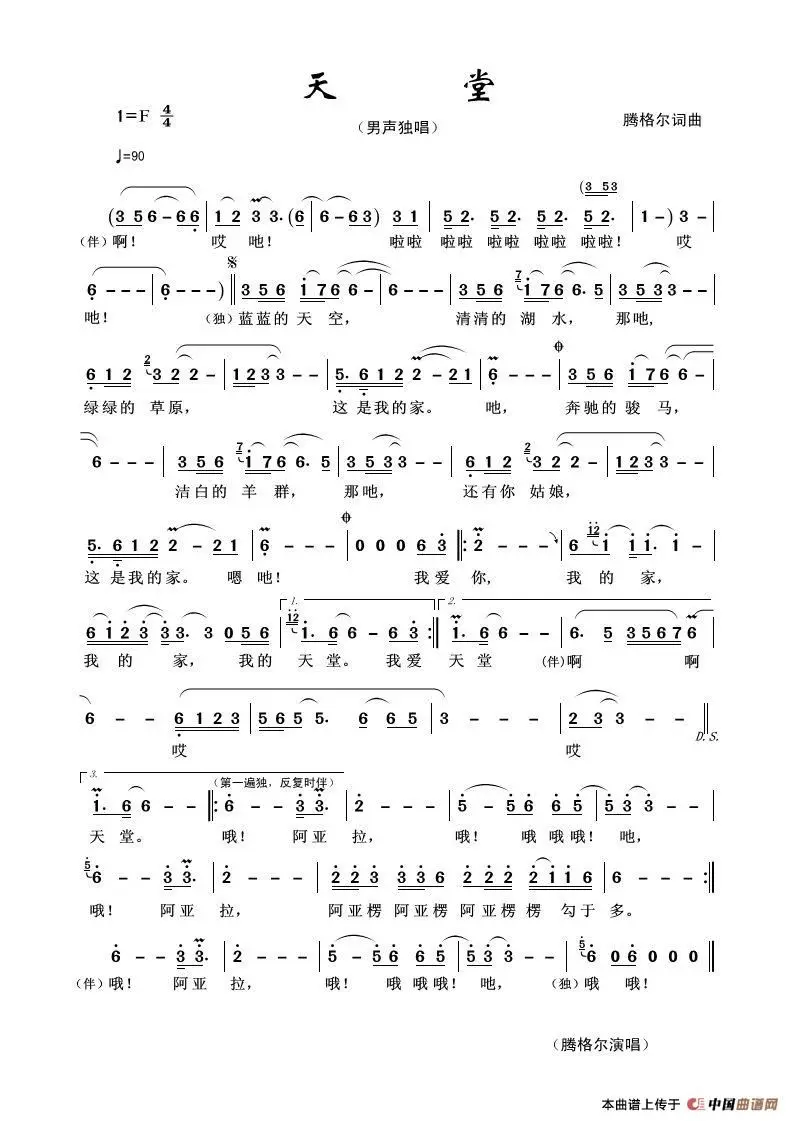 天 堂
1=F 4/4
（男声独唱）
腾格尔词曲
♩=90
(3 53
(3 5 6 - 6 6 | 1 2 3 3. (6 | 6 - 6 3) 3 1 | 5 2. 5 2. 5 2. 5 2. | 1 -) 3 -
（伴）啊！ 哎 吔！ 啦啦 啦啦 啦啦 啦啦 啦啦！ 哎
6 - - - | 6 - - -) || 3 5 6 1 7 6 6 - | 6 - - - | 3 5 6 7 1 7 6 6. 5 | 3 5 3 3 - -
吔！ （独）蓝蓝的 天 空， 清清的 湖 水， 那吔，
6 1 2 2 3 2 2 - | 1 2 3 3 - - | 5. 6 1 2 2 - 2 1 | 6 - - - | 3 5 6 1 7 6 6 -
绿绿的 草原， 这 是我的家。 吔， 奔驰的 骏 马，
6 - - - | 3 5 6 7 1 7 6 6. 5 | 3 5 3 3 - - | 6 1 2 2 3 2 2 - | 1 2 3 3 -
洁白的 羊 群， 那吔， 还有你 姑娘，
5. 6 1 2 2 - 2 1 | 6 - - - | 0 0 0 6 3 |: 2 - - - | 6 12 1 1 1. 1 -
这 是我的家。 嗯 吔！ 我爱 你， 我 的 家，
1. 2.
6 1 2 3 3 3. 3 0 5 6 | 12 1. 6 6 - 6 3 :| 1. 6 6 - - | 6. 5 3 5 6 7 6
我 的 家， 我的 天 堂。 我爱 天 堂 （伴）啊 啊
6 - - 6 1 2 3 | 5 6 5 5. 6 6 5 | 3 - - - | 2 3 3 - - ||
D.S.
哎 哎
3. （第一遍独，反复时伴）
1. 6 6 - - |: 6 - - 3 3. | 2 - - - | 5 - 5 6 6 5 | 5 3 3 - -
天 堂。 哦！ 阿亚 拉， 哦！ 哦 哦哦！ 吔，
5 6 - - 3 3. | 2 - - - | 2 2 3 3 3 6 2 2 2 2 1 1 6 | 6 - - - :|
哦！ 阿亚 拉， 阿亚楞 阿亚楞 阿亚楞 楞 勾于 多。
6 - - 3 3. | 2 - - - | 5 - 5 6 6 5 | 5 3 3 - - | 5 6 0 6 0 0 0 ||
（伴）哦！ 阿亚 拉， 哦！ 哦 哦哦！ 吔， （独）哦 哦！
（腾格尔演唱）
本曲谱上传于 中国曲谱网